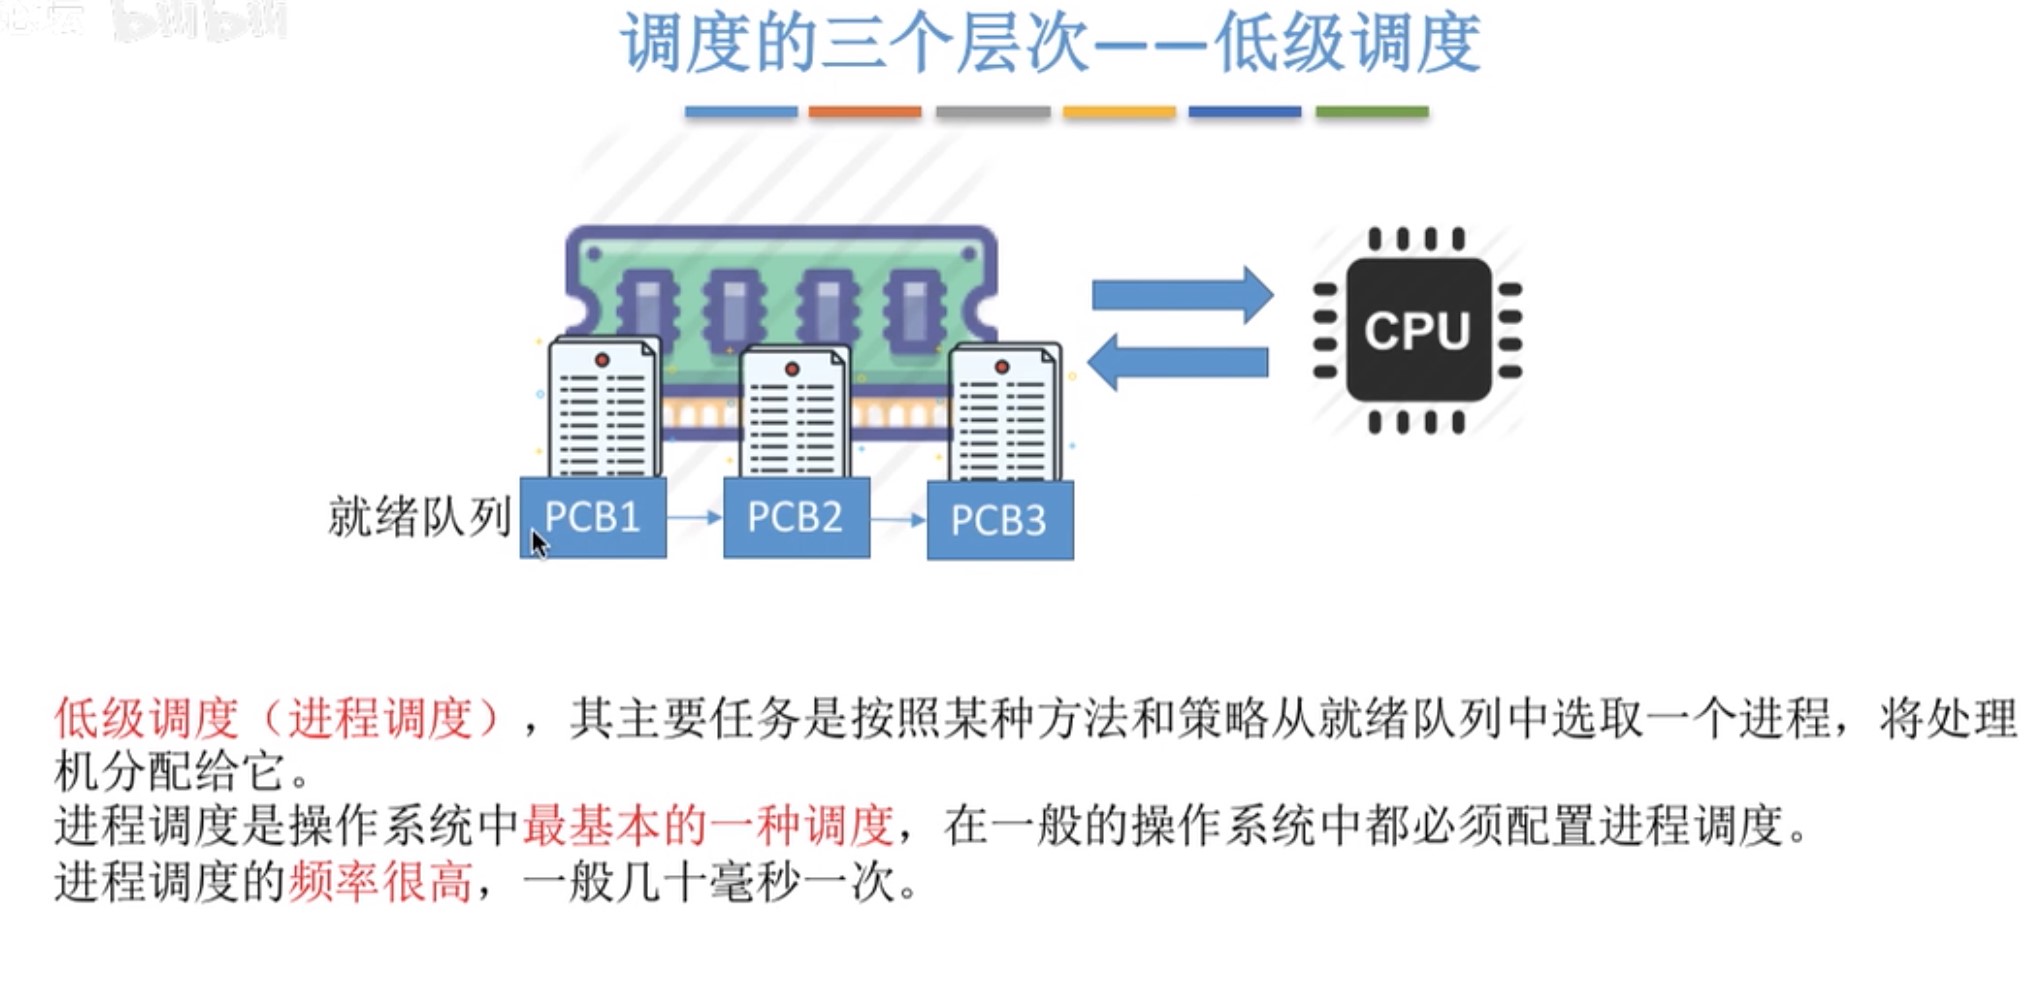 bilibili
调度的三个层次——低级调度
CPU
就绪队列 PCB1 PCB2 PCB3
低级调度（进程调度），其主要任务是按照某种方法和策略从就绪队列中选取一个进程，将处理
机分配给它。
进程调度是操作系统中最基本的一种调度，在一般的操作系统中都必须配置进程调度。
进程调度的频率很高，一般几十毫秒一次。